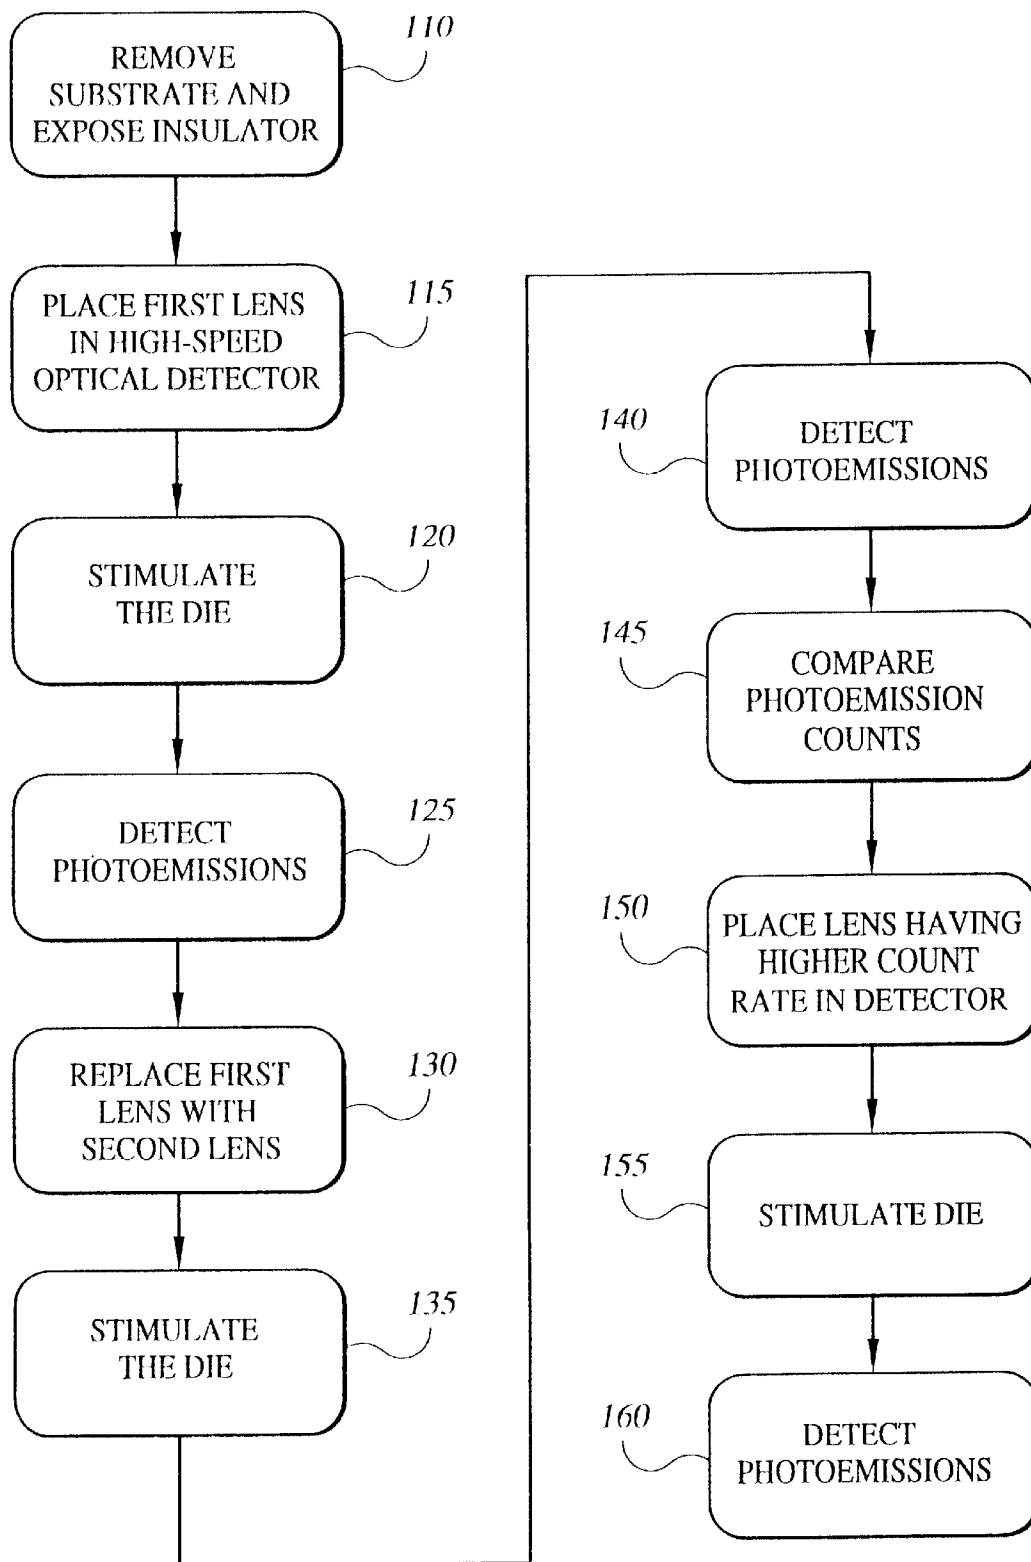 110
REMOVE
SUBSTRATE AND
EXPOSE INSULATOR
115
PLACE FIRST LENS
IN HIGH-SPEED
OPTICAL DETECTOR
120
STIMULATE
THE DIE
125
DETECT
PHOTOEMISSIONS
130
REPLACE FIRST
LENS WITH
SECOND LENS
135
STIMULATE
THE DIE
140
DETECT
PHOTOEMISSIONS
145
COMPARE
PHOTOEMISSION
COUNTS
150
PLACE LENS HAVING
HIGHER COUNT
RATE IN DETECTOR
155
STIMULATE DIE
160
DETECT
PHOTOEMISSIONS